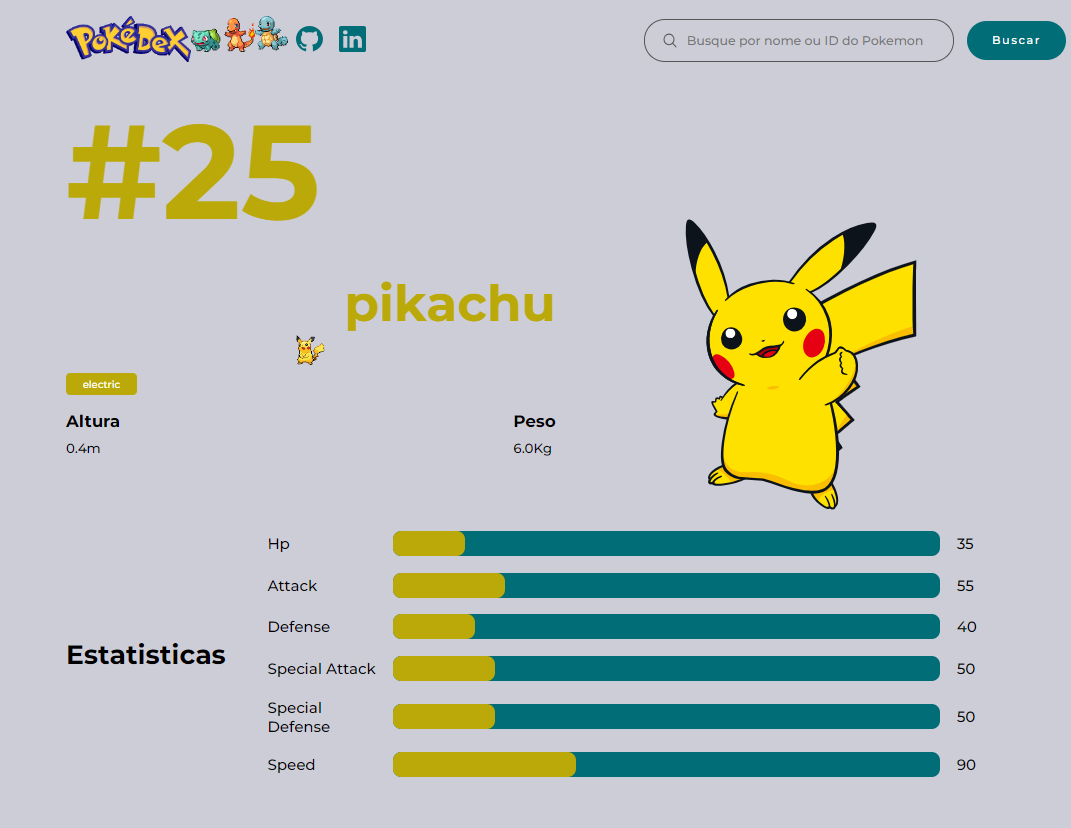 PoKéDeX
in
Busque por nome ou ID do Pokemon
Buscar
#25
pikachu
electric
Altura
Peso
0.4m
6.0Kg
Estatisticas
Hp
35
Attack
55
Defense
40
Special Attack
50
Special
Defense
50
Speed
90